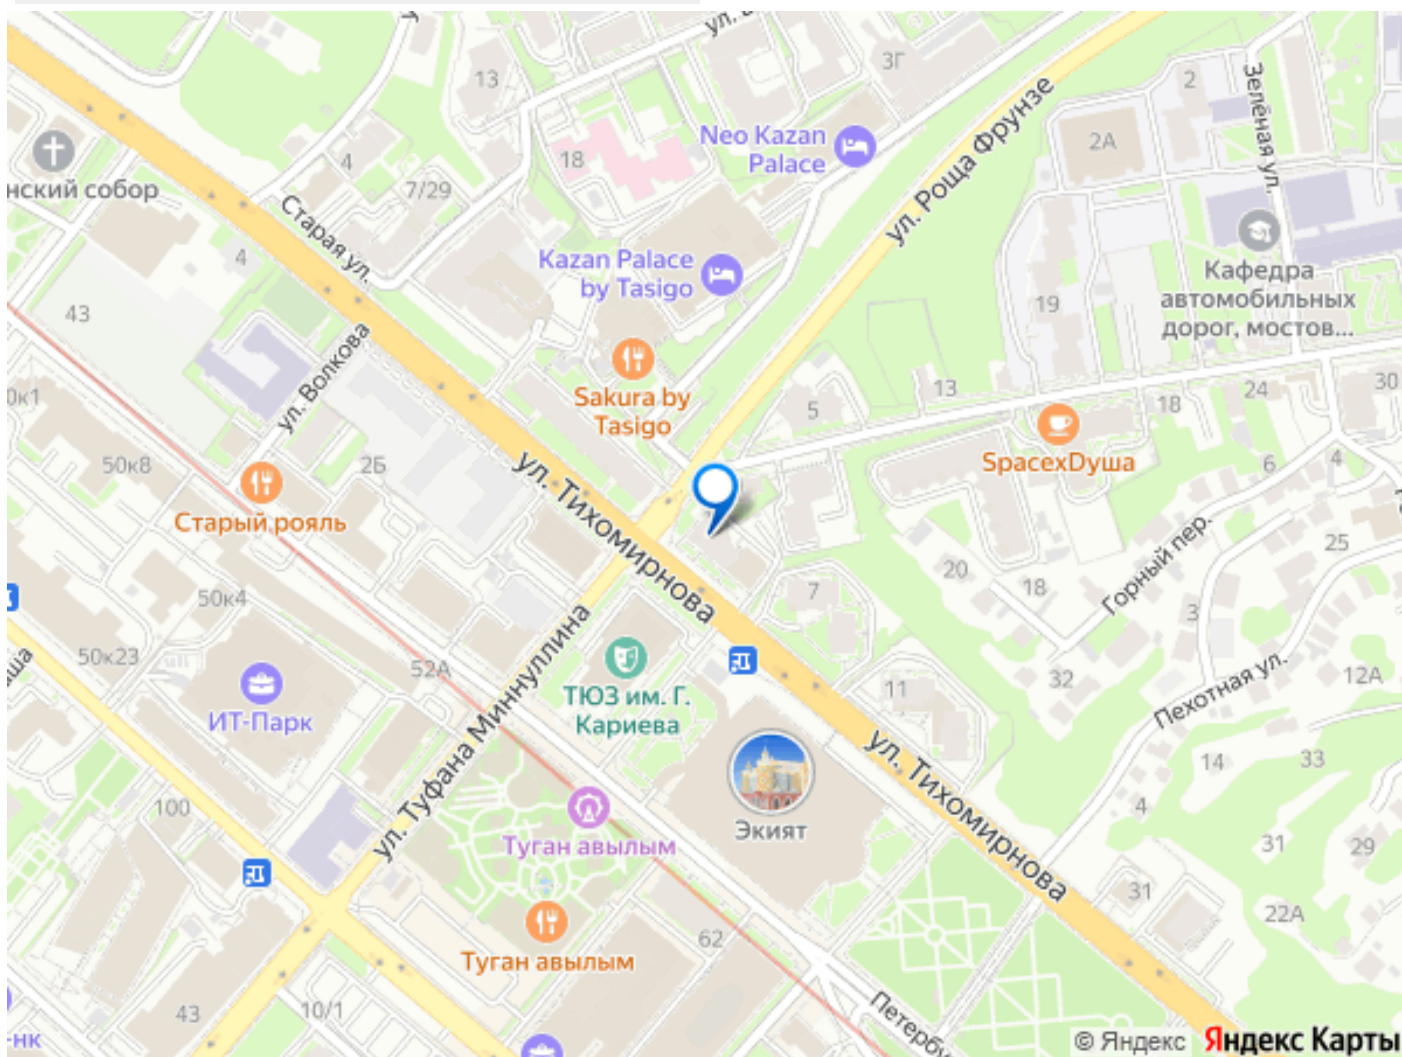 13
3Г
2
Зелёная ул.
Neo Kazan
Palace
ул. Роща Фрунзе
2А
4
18
7/29
нский собор
Старая ул.
4
Kazan Palace
by Tasigo
Кафедра
автомобильных
дорог, мостов...
19
43
ул. Волкова
Sakura by
Tasigo
13
24
30
5
18
SpacexDуша
50к8
2Б
6
4
ул. Тихомирнова
Старый рояль
Горный пер.
25
20
18
7
3
50к4
ул. Туфана Миннуллина
50к23
52А
ТЮЗ им. Г.
Кариева
ИТ-Парк
11
32
Пехотная ул.
12А
ул. Тихомирнова
14
33
100
4
Экият
Туган авылым
31
29
31
22А
62
Туган авылым
43
10/1
Петербу
-нк
© Яндекс Яндекс Карты